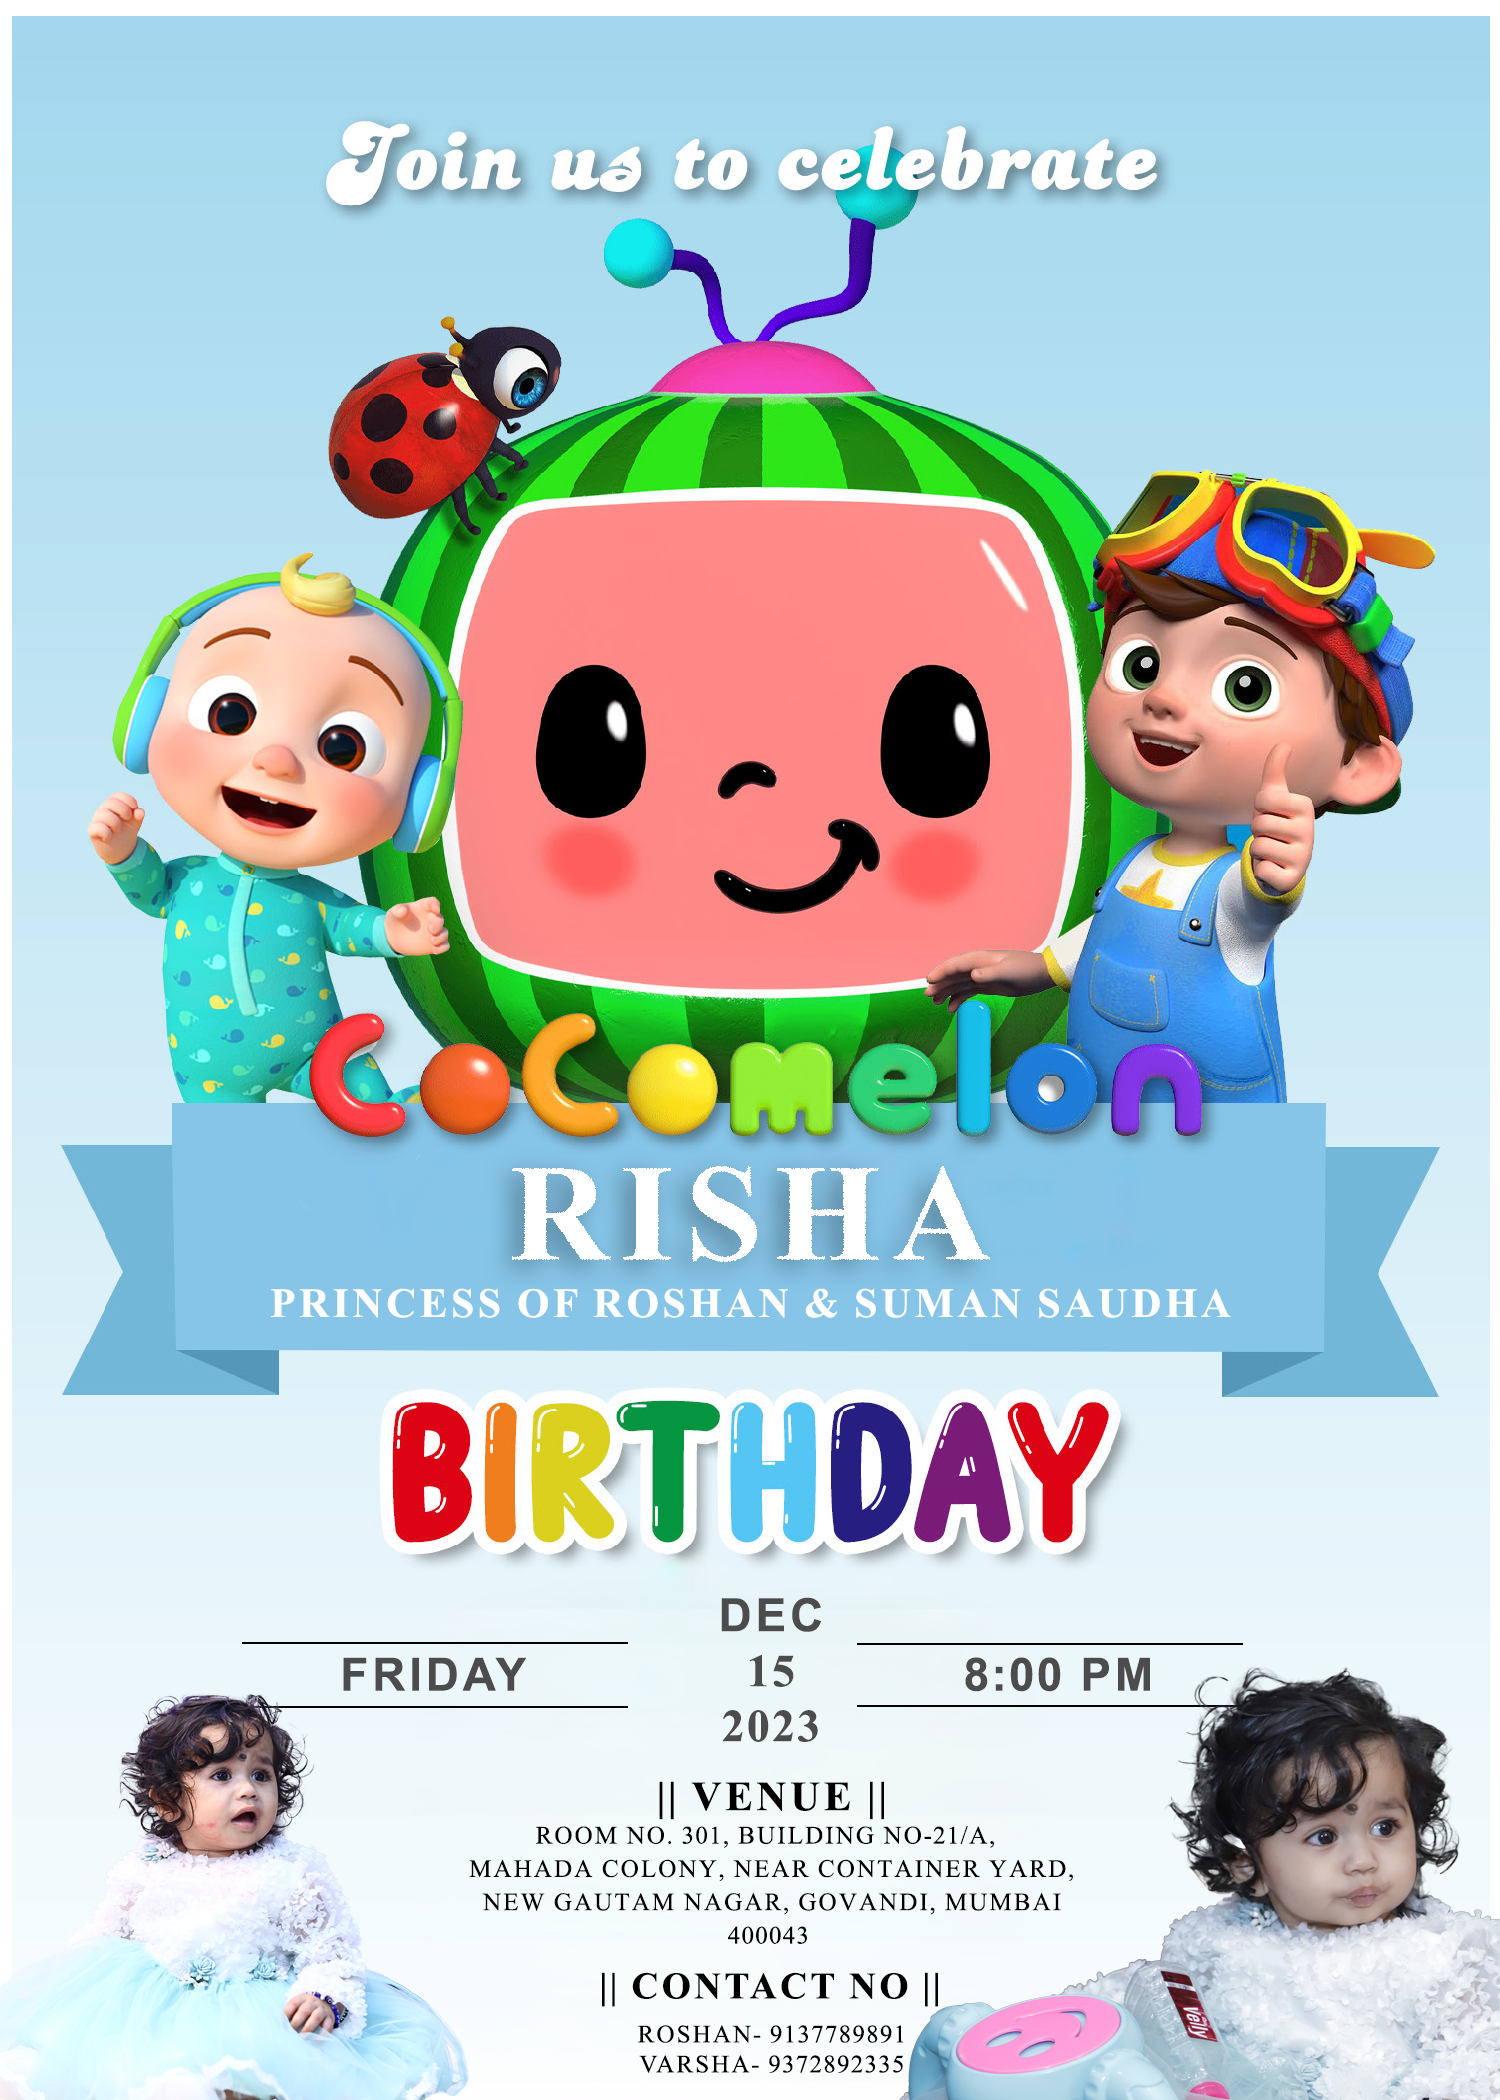 Join us to celebrate
Cocomelon
RISHA
PRINCESS OF ROSHAN & SUMAN SAUDHA
BIRTHDAY
DEC
FRIDAY 15 8:00 PM
2023
|| VENUE ||
ROOM NO. 301, BUILDING NO-21/A,
MAHADA COLONY, NEAR CONTAINER YARD,
NEW GAUTAM NAGAR, GOVANDI, MUMBAI
400043
|| CONTACT NO ||
ROSHAN- 9137789891
VARSHA- 9372892335